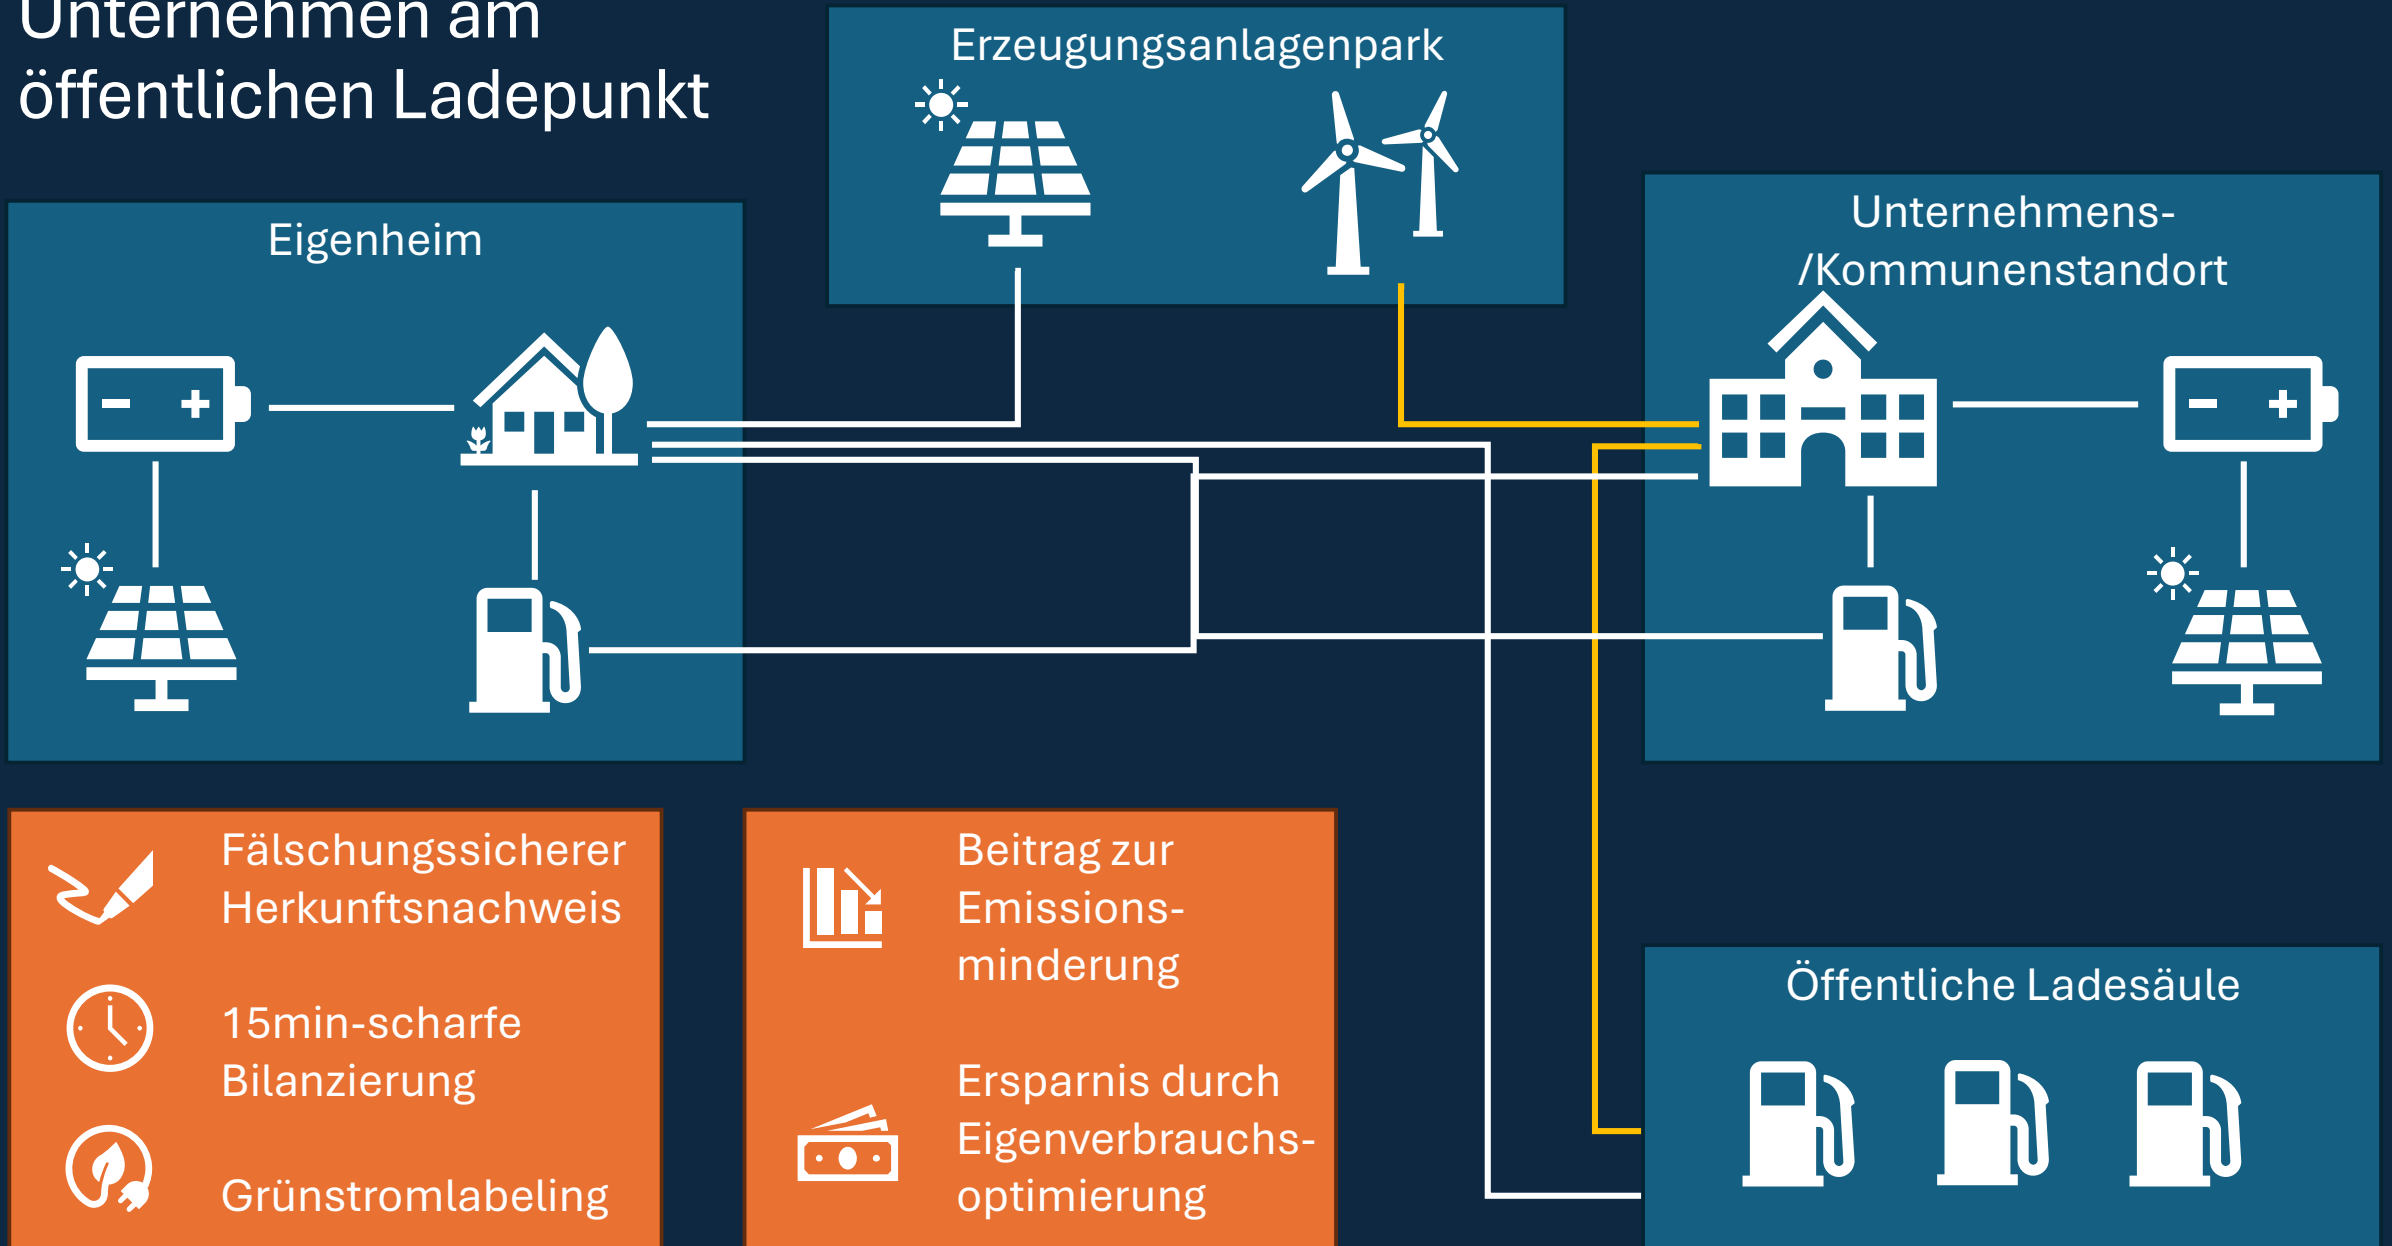 Unternehmen am
öffentlichen Ladepunkt
Erzeugungsanlagenpark
Eigenheim
Unternehmens-
/Kommunenstandort
Fälschungssicherer
Herkunftsnachweis
15min-scharfe
Bilanzierung
Grünstromlabeling
Beitrag zur
Emissions-
minderung
Ersparnis durch
Eigenverbrauchs-
optimierung
Öffentliche Ladesäule